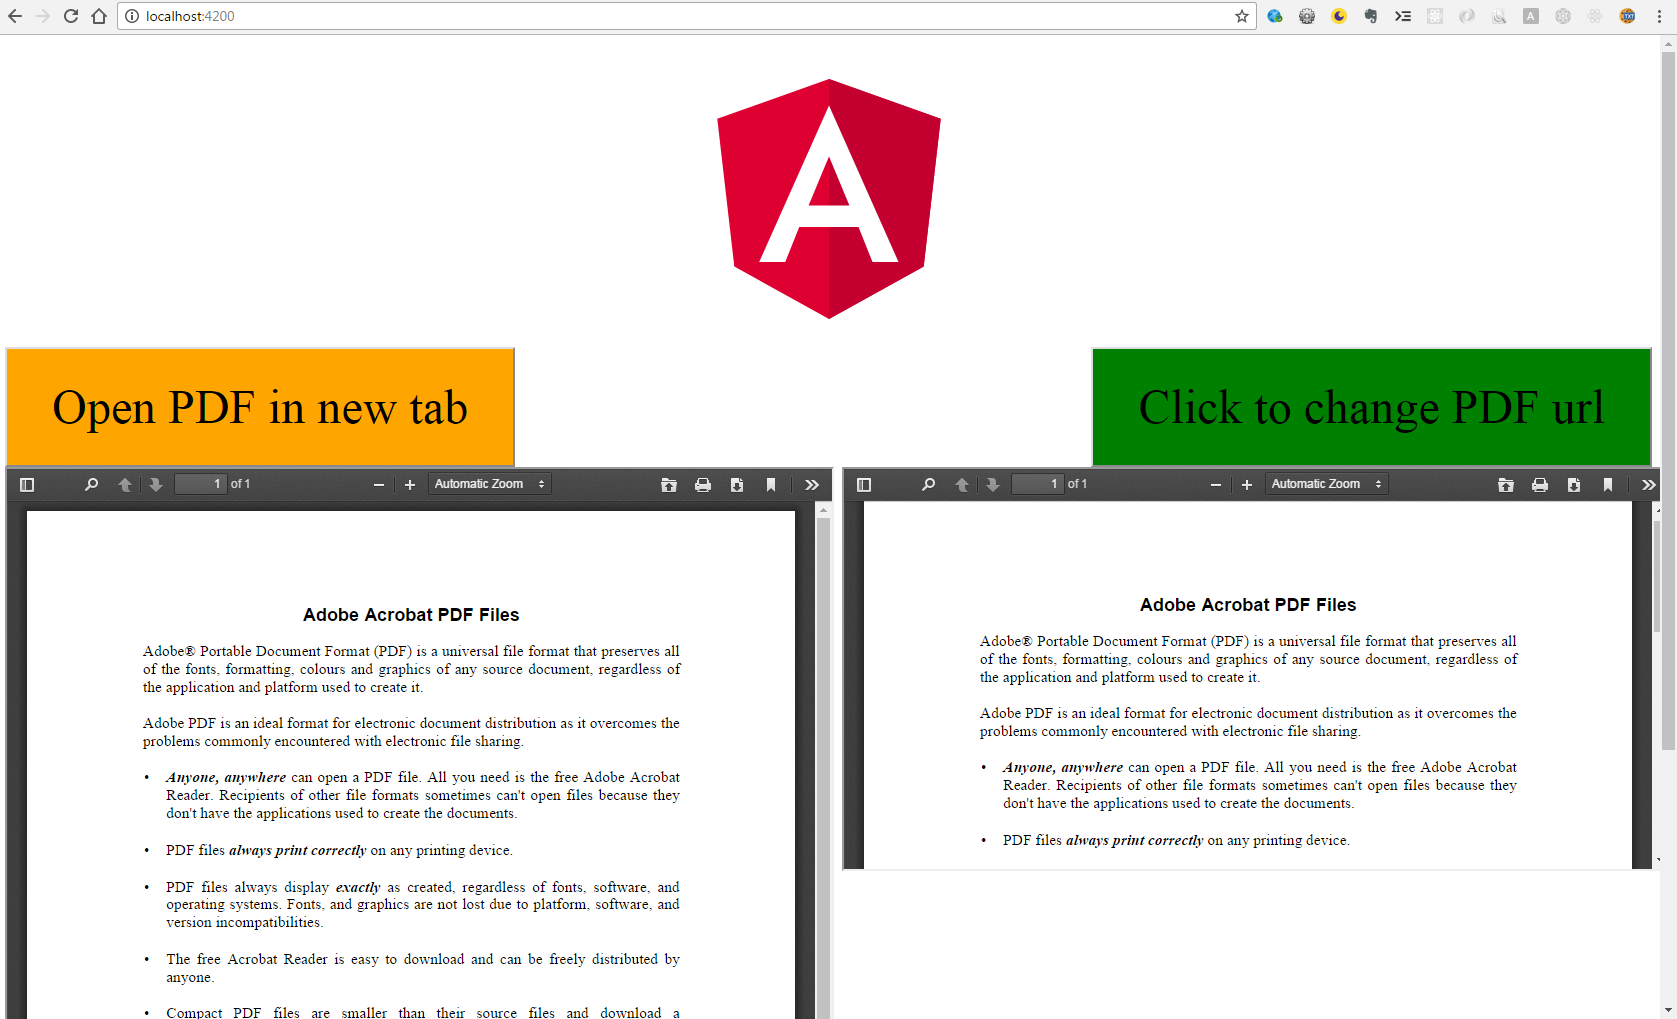 localhost:4200
A
TXT
A
Open PDF in new tab
Click to change PDF url
1 of 1
Automatic Zoom
1 of 1
Automatic Zoom
Adobe Acrobat PDF Files
Adobe® Portable Document Format (PDF) is a universal file format that preserves all
of the fonts, formatting, colours and graphics of any source document, regardless of
the application and platform used to create it.
Adobe PDF is an ideal format for electronic document distribution as it overcomes the
problems commonly encountered with electronic file sharing.
• Anyone, anywhere can open a PDF file. All you need is the free Adobe Acrobat
Reader. Recipients of other file formats sometimes can't open files because they
don't have the applications used to create the documents.
• PDF files always print correctly on any printing device.
• PDF files always display exactly as created, regardless of fonts, software, and
operating systems. Fonts, and graphics are not lost due to platform, software, and
version incompatibilities.
• The free Acrobat Reader is easy to download and can be freely distributed by
anyone.
• Compact PDF files are smaller than their source files and download a
Adobe Acrobat PDF Files
Adobe® Portable Document Format (PDF) is a universal file format that preserves all
of the fonts, formatting, colours and graphics of any source document, regardless of
the application and platform used to create it.
Adobe PDF is an ideal format for electronic document distribution as it overcomes the
problems commonly encountered with electronic file sharing.
• Anyone, anywhere can open a PDF file. All you need is the free Adobe Acrobat
Reader. Recipients of other file formats sometimes can't open files because they
don't have the applications used to create the documents.
• PDF files always print correctly on any printing device.